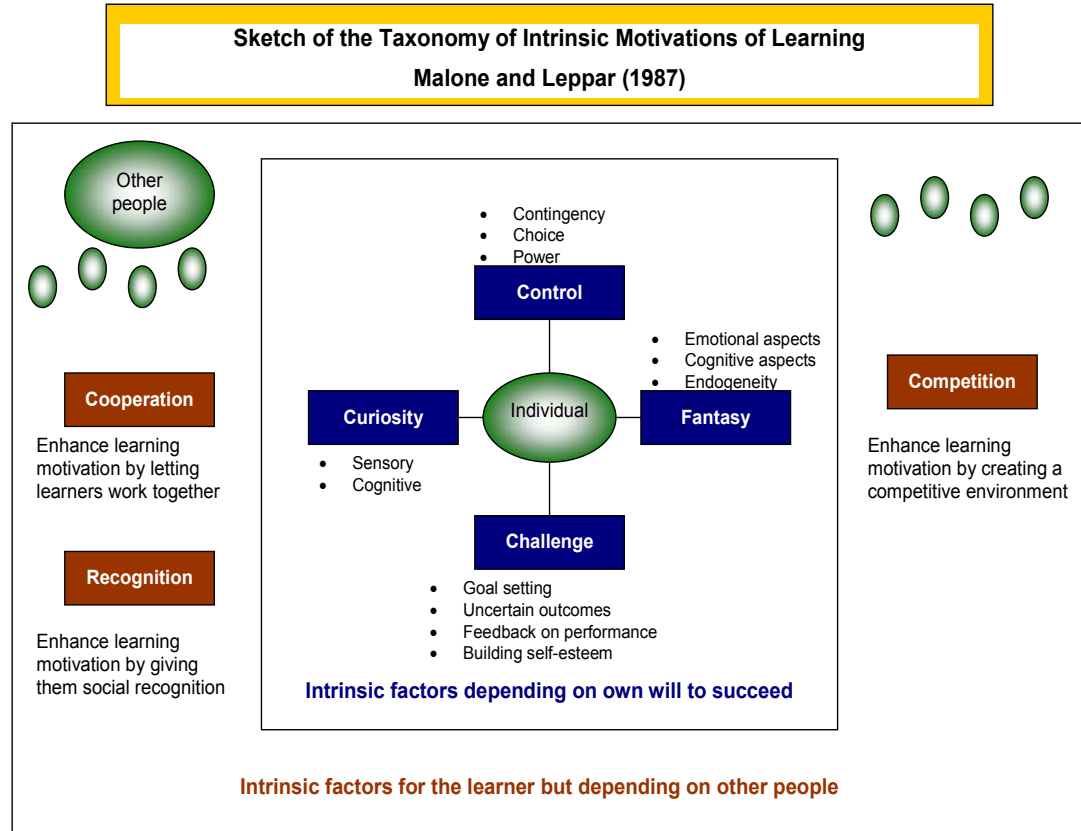 Sketch of the Taxonomy of Intrinsic Motivations of Learning
Malone and Leppar (1987)
Other
people
Cooperation
Enhance learning
motivation by letting
learners work together
Recognition
Enhance learning
motivation by giving
them social recognition
• Contingency
• Choice
• Power
Control
• Emotional aspects
• Cognitive aspects
• Endogeneity
Curiosity
Individual
Fantasy
• Sensory
• Cognitive
Challenge
• Goal setting
• Uncertain outcomes
• Feedback on performance
• Building self-esteem
Intrinsic factors depending on own will to succeed
Competition
Enhance learning
motivation by creating a
competitive environment
Intrinsic factors for the learner but depending on other people